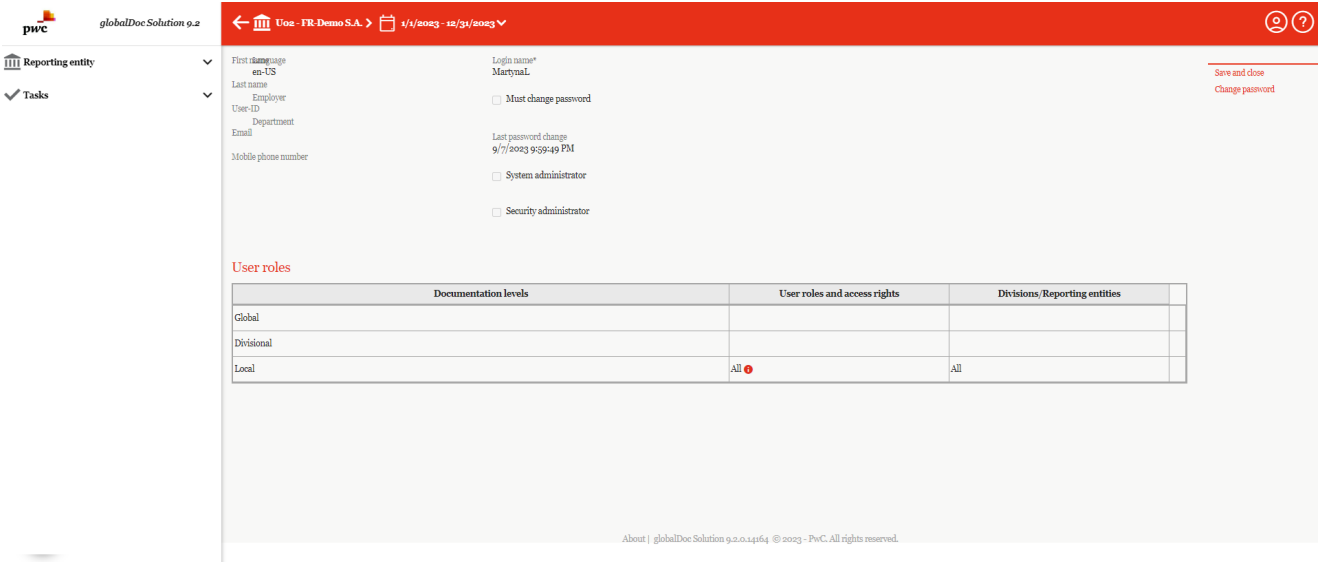 pwc
globalDoc Solution 9.2
U02 - FR-Demo S.A.
1/1/2023 - 12/31/2023
Reporting entity
Tasks
First name
Language
en-US
Last name
Employer
User-ID
Department
Email
Mobile phone number
Login name*
MartynaL
Must change password
Last password change
9/7/2023 9:59:49 PM
System administrator
Security administrator
Save and close
Change password
User roles
Documentation levels User roles and access rights Divisions/Reporting entities
Global
Divisional
Local All All
About | globalDoc Solution 9.2.0.14164 © 2023 - PwC. All rights reserved.